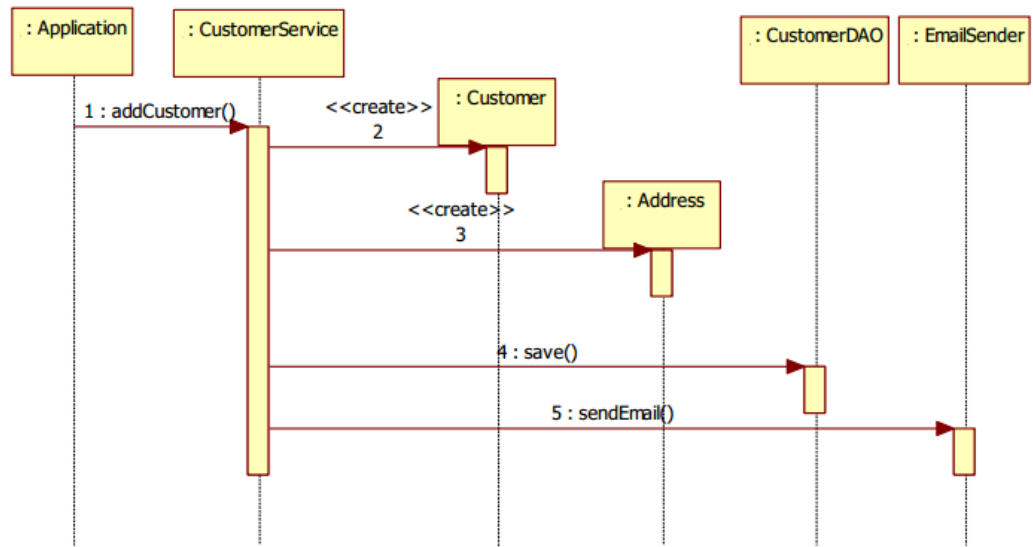 : Application
: CustomerService
: CustomerDAO
: EmailSender
: Customer
1 : addCustomer()
<<create>>
2
: Address
<<create>>
3
4 : save()
5 : sendEmail()